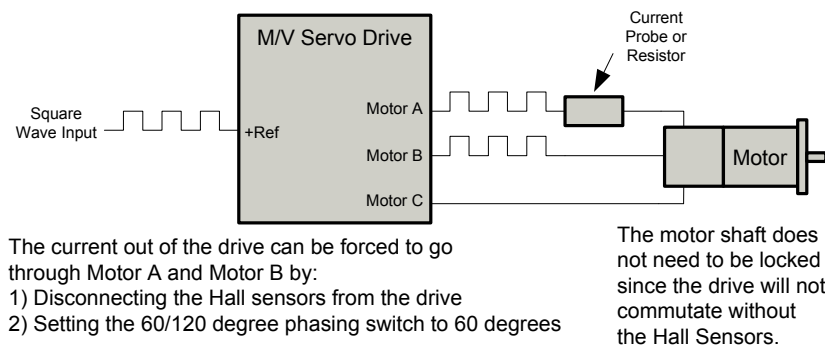 Current
Probe or
Resistor
M/V Servo Drive
Square
Wave Input
+Ref
Motor A
Motor B
Motor C
Motor
The current out of the drive can be forced to go
through Motor A and Motor B by:
1) Disconnecting the Hall sensors from the drive
2) Setting the 60/120 degree phasing switch to 60 degrees
The motor shaft does
not need to be locked
since the drive will not
commutate without
the Hall Sensors.